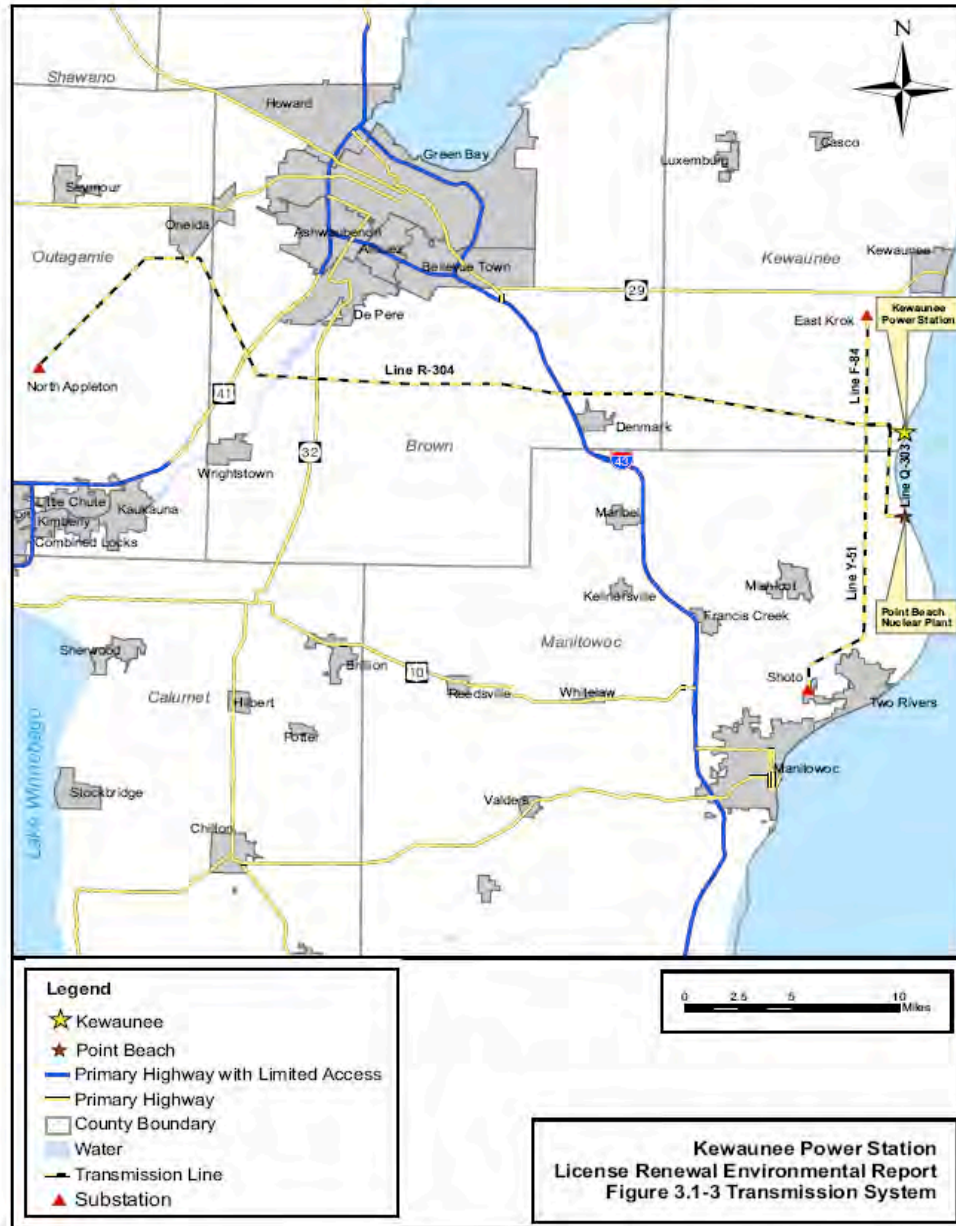 N
Shawano
Howard
Green Bay
Luxemburg
Casco
Seymour
Oneida
Ashwaubenon
Allouez
Outagamie
Bellevue Town
Kewaunee
Kewaunee
29
De Pere
East Krok
Kewaunee
Power Station
North Appleton
Line R-304
Line F-84
41
Denmark
Brown
32
Wrightstown
43
Line Q-303
Little Chute
Kaukauna
Kimberly
Combined Locks
Maribel
Line Y-51
Mishicot
Kellnersville
Francis Creek
Point Beach
Nuclear Plant
Manitowoc
Sherwood
Brillion
10
Reedsville
Whitelaw
Shoto
Two Rivers
Calumet
Hilbert
Potter
Lake Winnebago
Stockbridge
Manitowoc
Valders
Chilton
Legend
Kewaunee
Point Beach
Primary Highway with Limited Access
Primary Highway
County Boundary
Water
Transmission Line
Substation
0 2.5 5 10
Miles
Kewaunee Power Station
License Renewal Environmental Report
Figure 3.1-3 Transmission System